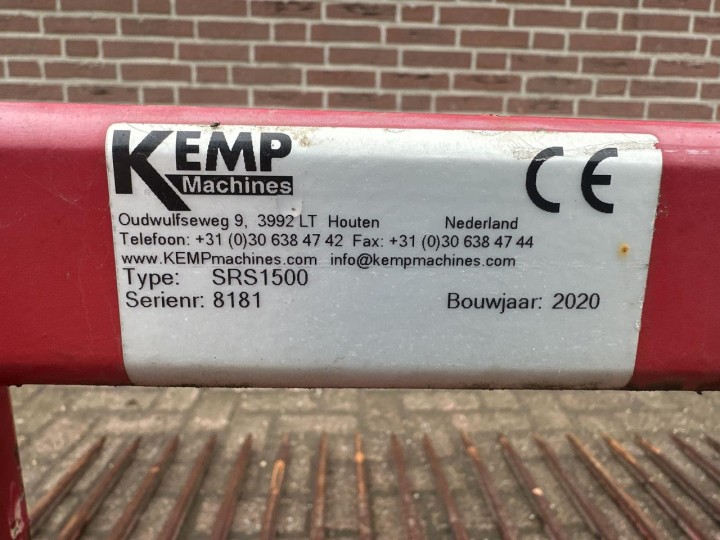 KEMP
Machines
CE
Oudwulfseweg 9, 3992 LT Houten Nederland
Telefoon: +31 (0)30 638 47 42 Fax: +31 (0)30 638 47 44
www.KEMPmachines.com info@kempmachines.com
Type: SRS1500
Serienr: 8181 Bouwjaar: 2020